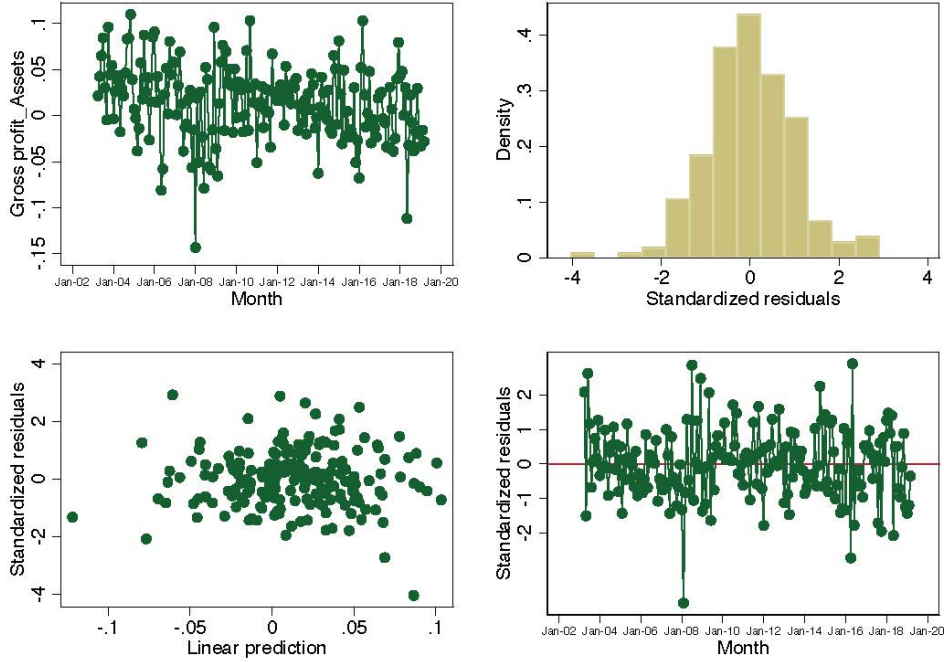 .1
.05
0
-.05
-.1
-.15
Gross profit_Assets
Jan-02 Jan-04 Jan-06 Jan-08 Jan-10 Jan-12 Jan-14 Jan-16 Jan-18 Jan-20
Month
.4
.3
.2
.1
0
Density
-4 -2 0 2 4
Standardized residuals
4
2
0
-2
-4
Standardized residuals
-.1 -.05 0 .05 .1
Linear prediction
2
1
0
-1
-2
Standardized residuals
Jan-02 Jan-04 Jan-06 Jan-08 Jan-10 Jan-12 Jan-14 Jan-16 Jan-18 Jan-20
Month